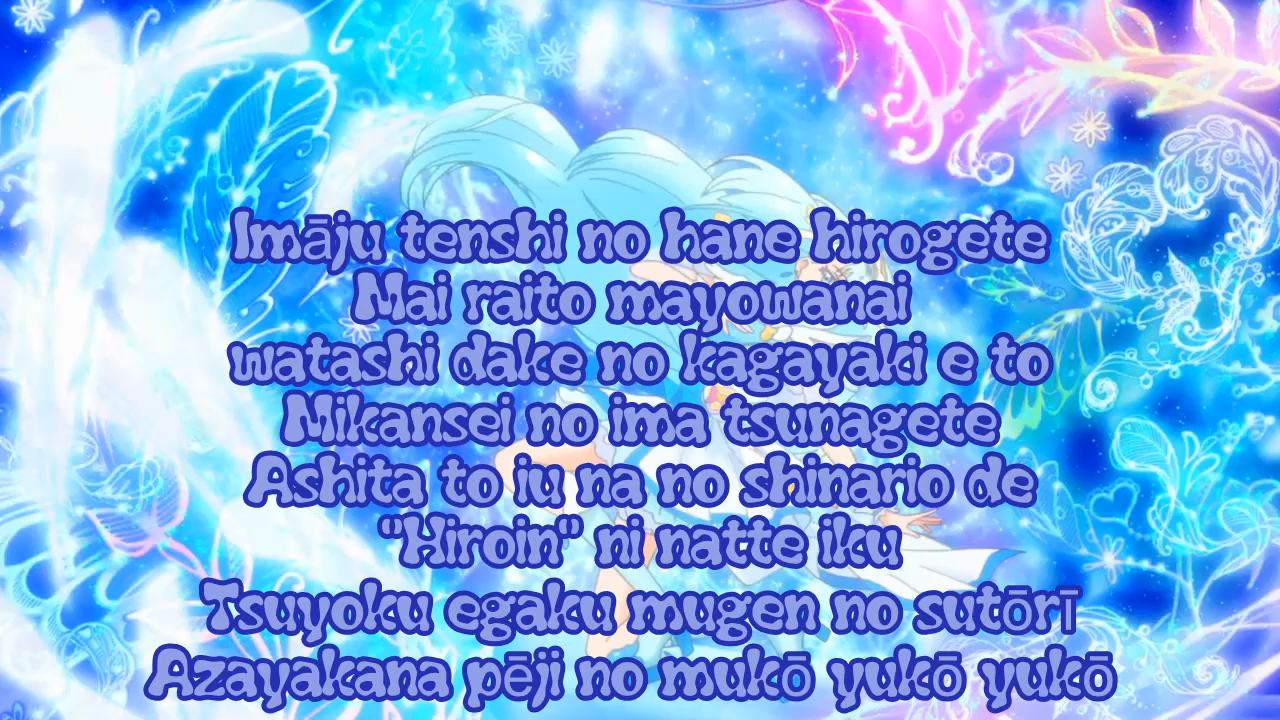 Imāju tenshi no hane hirogete
Mai raito mayowanai
watashi dake no kagayaki e to
Mikansei no ima tsunagete
Ashita to iu na no shinario de
"Hiroin" ni natte iku
Tsuyoku egaku mugen no sutōrī
Azayakana pēji no mukō yukō yukō